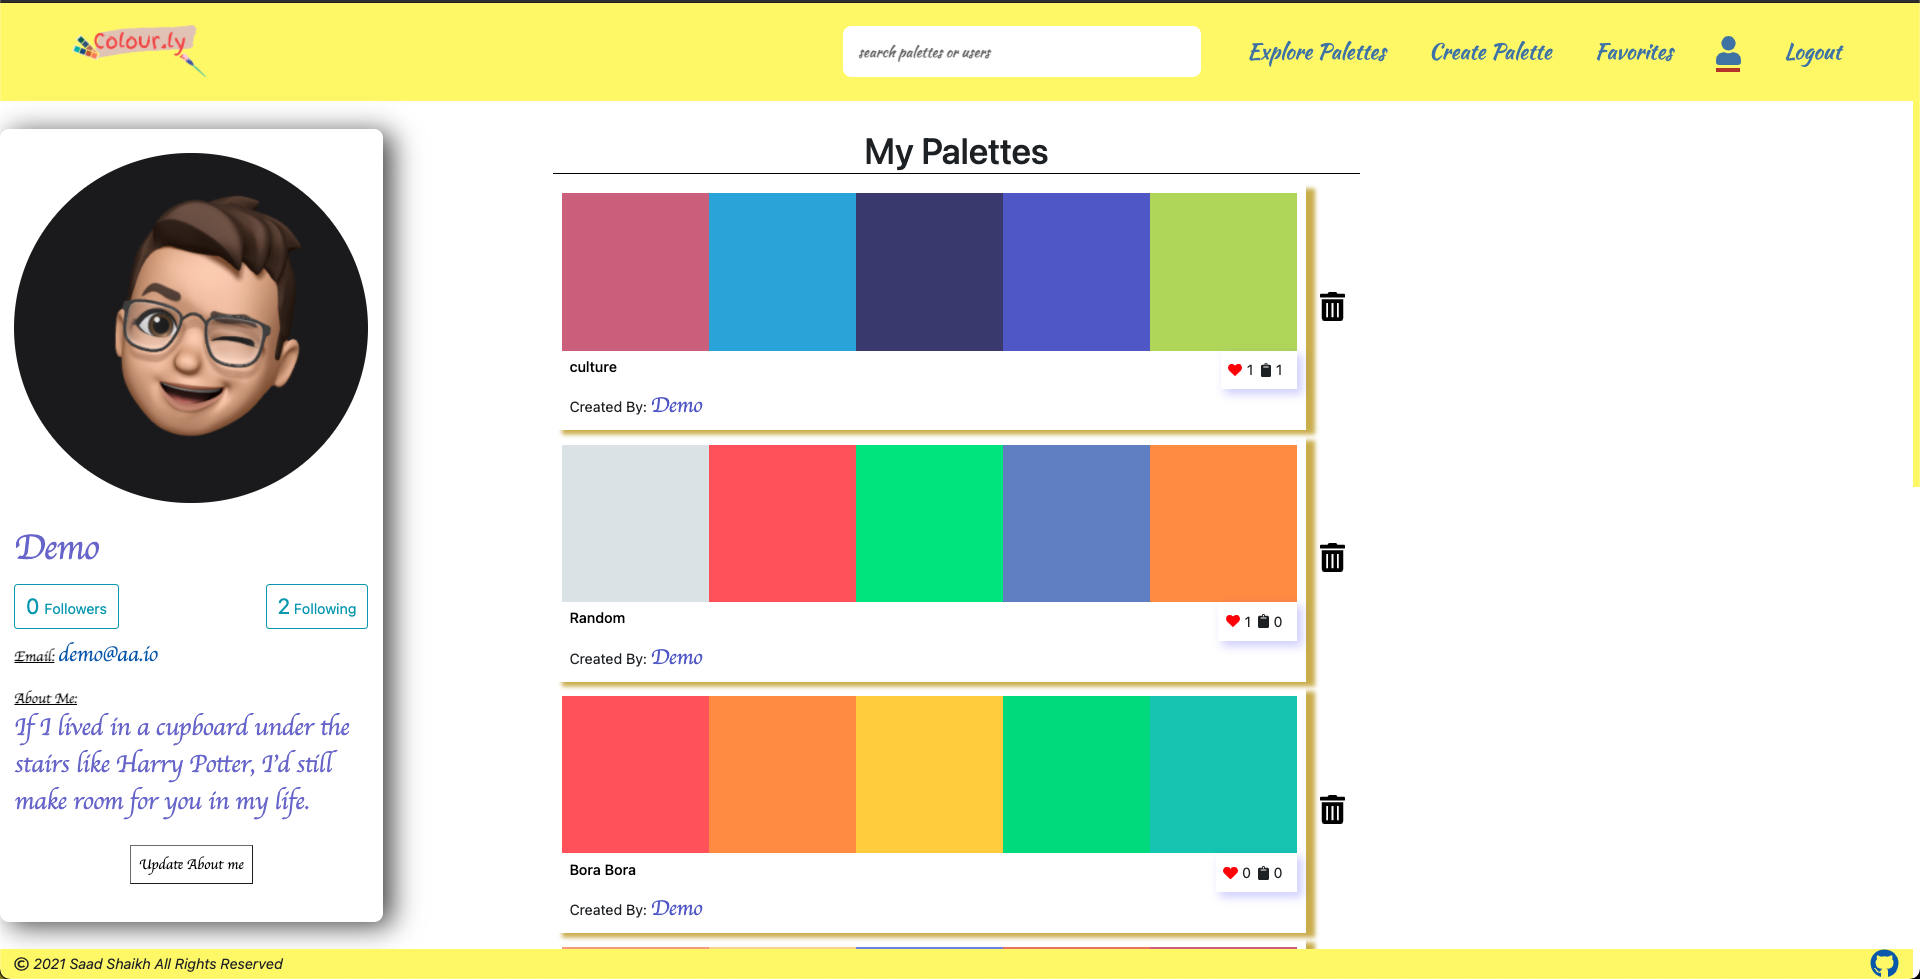 Colour.ly
search palettes or users
Explore Palettes
Create Palette
Favorites
Logout
Demo
0 Followers
2 Following
Email: demo@aa.io
About Me:
If I lived in a cupboard under the
stairs like Harry Potter, I'd still
make room for you in my life.
Update About me
My Palettes
culture
1 1
Created By: Demo
Random
1 0
Created By: Demo
Bora Bora
0 0
Created By: Demo
© 2021 Saad Shaikh All Rights Reserved